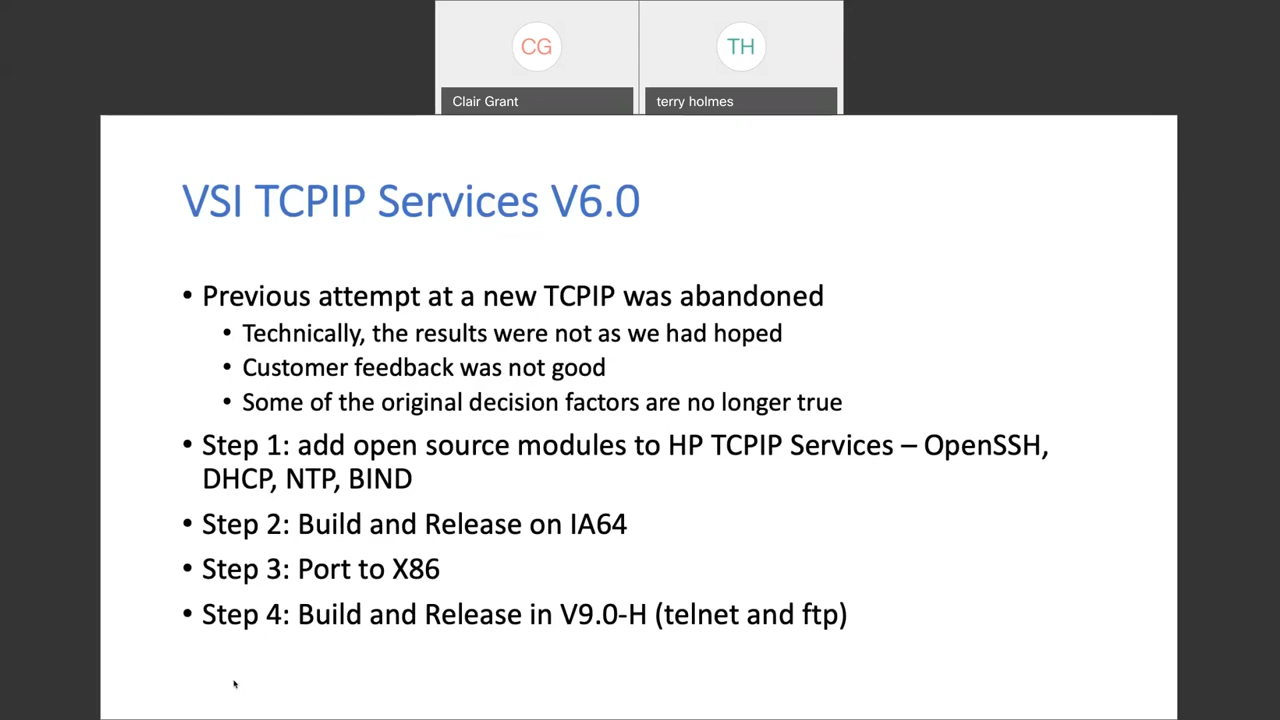 CG
TH
Clair Grant
terry holmes
VSI TCPIP Services V6.0
• Previous attempt at a new TCPIP was abandoned
• Technically, the results were not as we had hoped
• Customer feedback was not good
• Some of the original decision factors are no longer true
• Step 1: add open source modules to HP TCPIP Services – OpenSSH,
DHCP, NTP, BIND
• Step 2: Build and Release on IA64
• Step 3: Port to X86
• Step 4: Build and Release in V9.0-H (telnet and ftp)